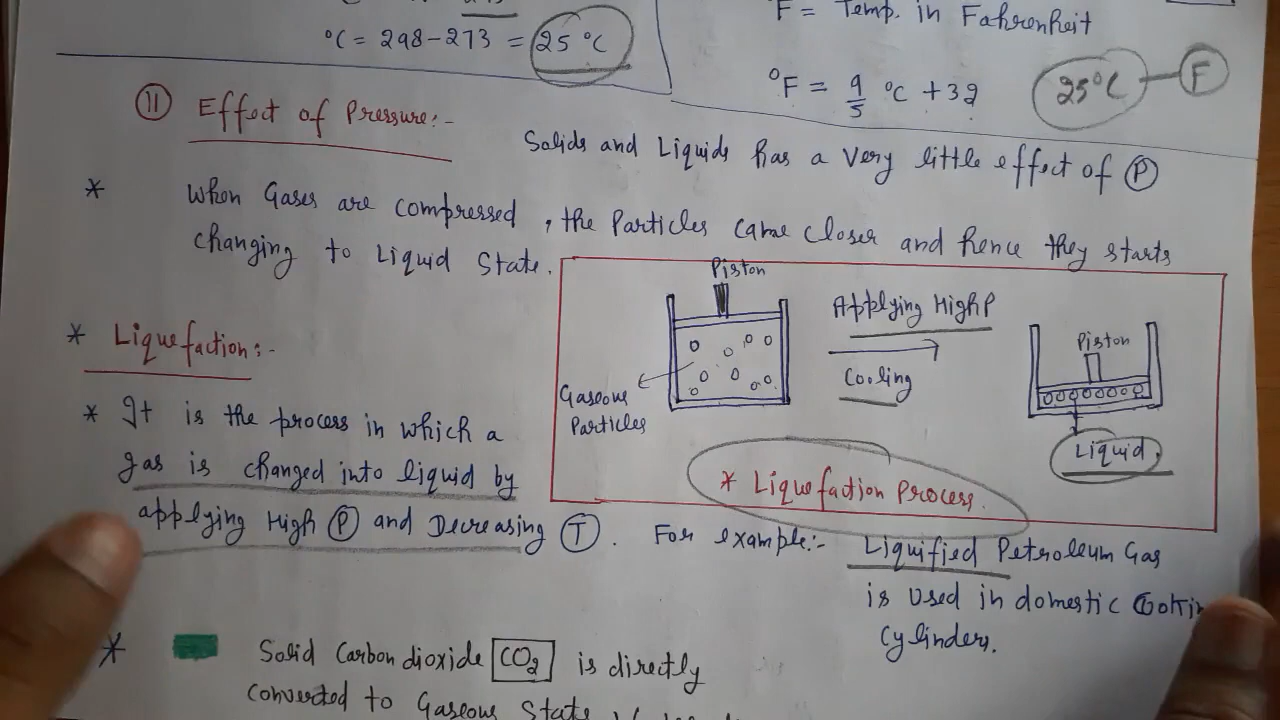 °C = 298-273 = 25 °C
°F = Temp. in Fahrenheit
°F = 9/5 °C + 32
25°C - F
(11) Effect of Pressure:-
Solids and Liquids has a very little effect of (P)
* When Gases are compressed, the Particles came closer and hence they starts
changing to Liquid State.
* Liquefaction:-
* It is the process in which a
gas is changed into liquid by
applying High (P) and Decreasing (T). For example:- Liquified Petroleum Gas
is used in domestic
Cylinders.
Piston
Gaseous
Particles
Applying High P
Cooling
Piston
Liquid
* Liquefaction Process.
* Solid Carbondioxide CO2 is directly
converted to Gaseous State